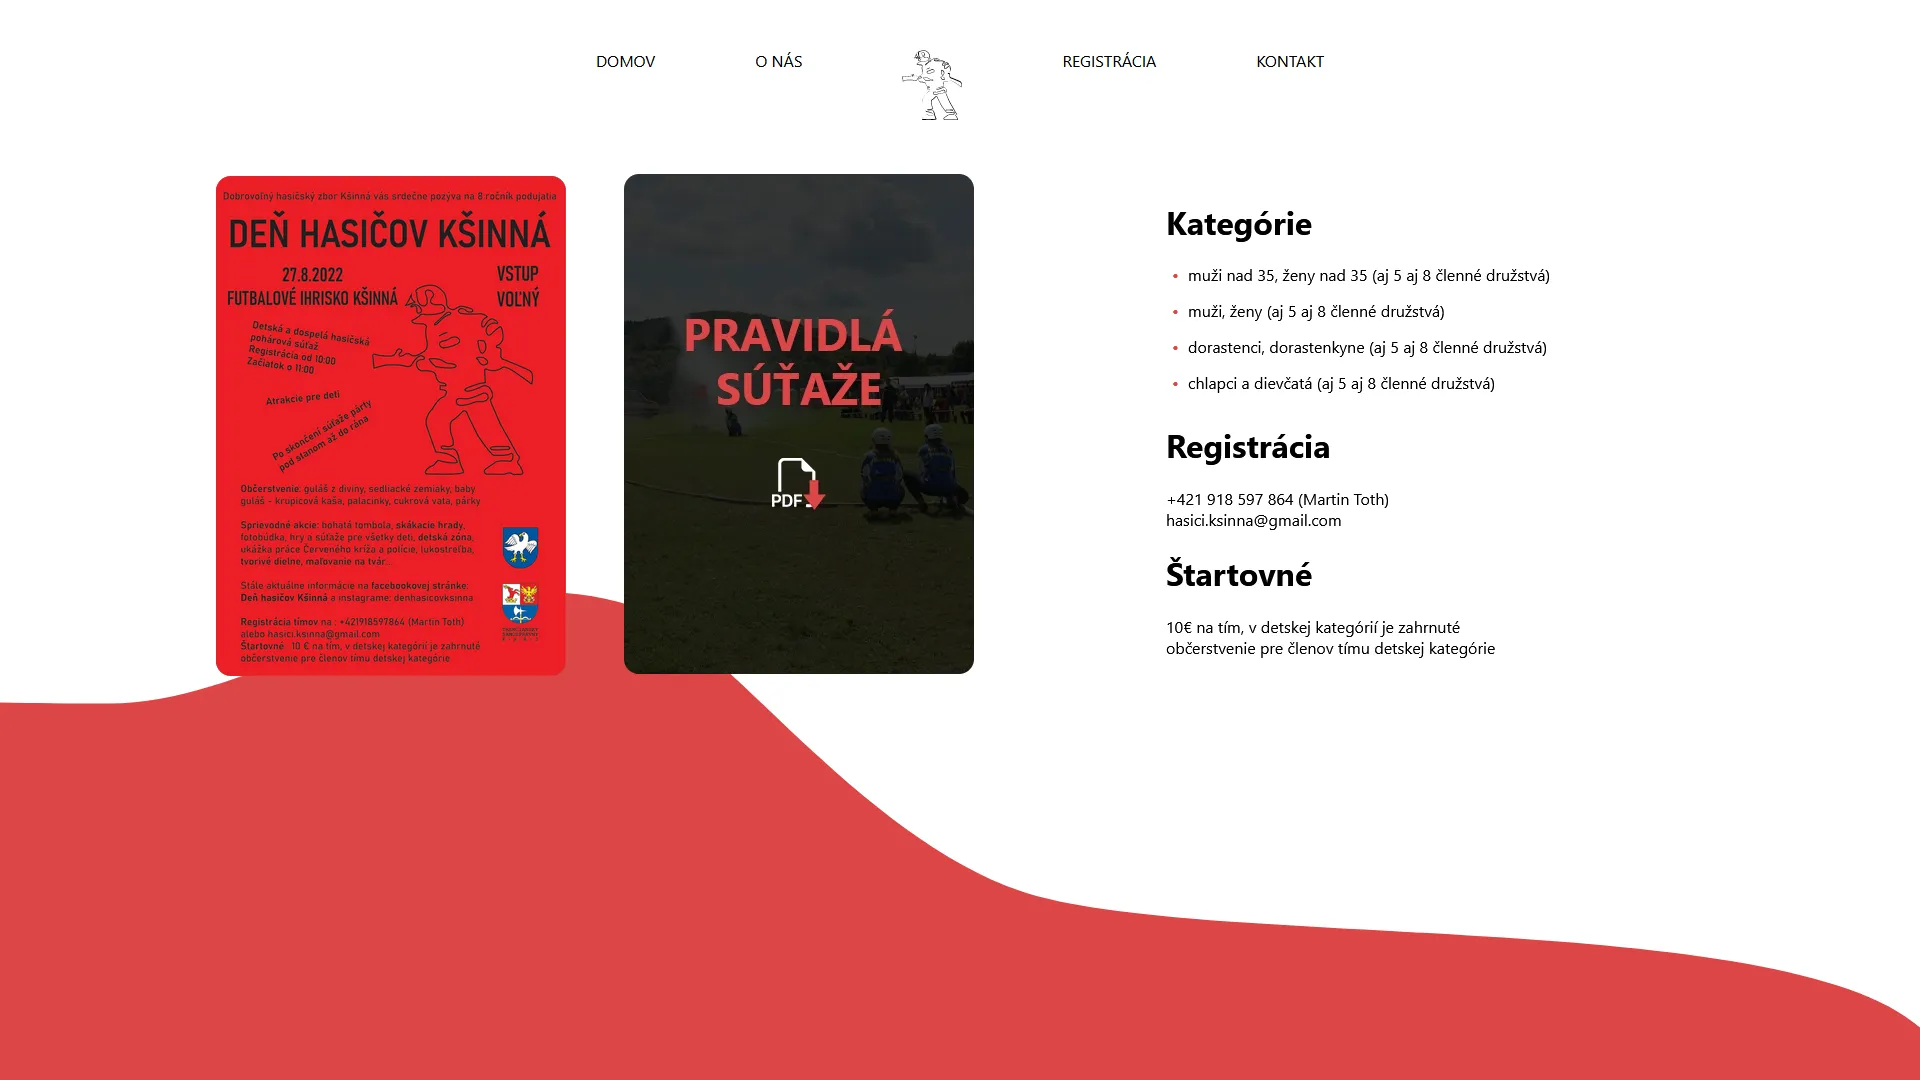 DOMOV
O NÁS
REGISTRÁCIA
KONTAKT
Dobrovoľný hasičský zbor Kšinná vás srdečne pozýva na 8 ročník podujatia
DEŇ HASIČOV KŠINNÁ
27.8.2022
FUTBALOVÉ IHRISKO KŠINNÁ
VSTUP
VOĽNÝ
Detská a dospelá hasičská
pohárová súťaž
Registrácia od 10:00
Začiatok o 11:00
Atrakcie pre deti
Po skončení súťaže párty
pod stanom až do rána
Občerstvenie: guláš z diviny, sedliacké zemiaky, baby
guláš - krupicová kaša, palacinky, cukrová vata, párky
Sprievodné akcie: bohatá tombola, skákacie hrady,
fotobúdka, hry a súťaže pre všetky deti, detská zóna,
ukážka práce Červeného kríža a polície, lukostreľba,
tvorivé dielne, maľovanie na tvár...
Stále aktuálne informácie na facebookovej stránke:
Deň hasičov Kšinná a instagrame: denhasicovksinna
Registrácia tímov na : +421918597864 (Martin Toth)
alebo hasici.ksinna@gmail.com
Štartovné : 10 € na tím, v detskej kategórií je zahrnuté
občerstvenie pre členov tímu detskej kategórie
PRAVIDLÁ
SÚŤAŽE
PDF
Kategórie
• muži nad 35, ženy nad 35 (aj 5 aj 8 členné družstvá)
• muži, ženy (aj 5 aj 8 členné družstvá)
• dorastenci, dorastenkyne (aj 5 aj 8 členné družstvá)
• chlapci a dievčatá (aj 5 aj 8 členné družstvá)
Registrácia
+421 918 597 864 (Martin Toth)
hasici.ksinna@gmail.com
Štartovné
10€ na tím, v detskej kategórií je zahrnuté
občerstvenie pre členov tímu detskej kategórie